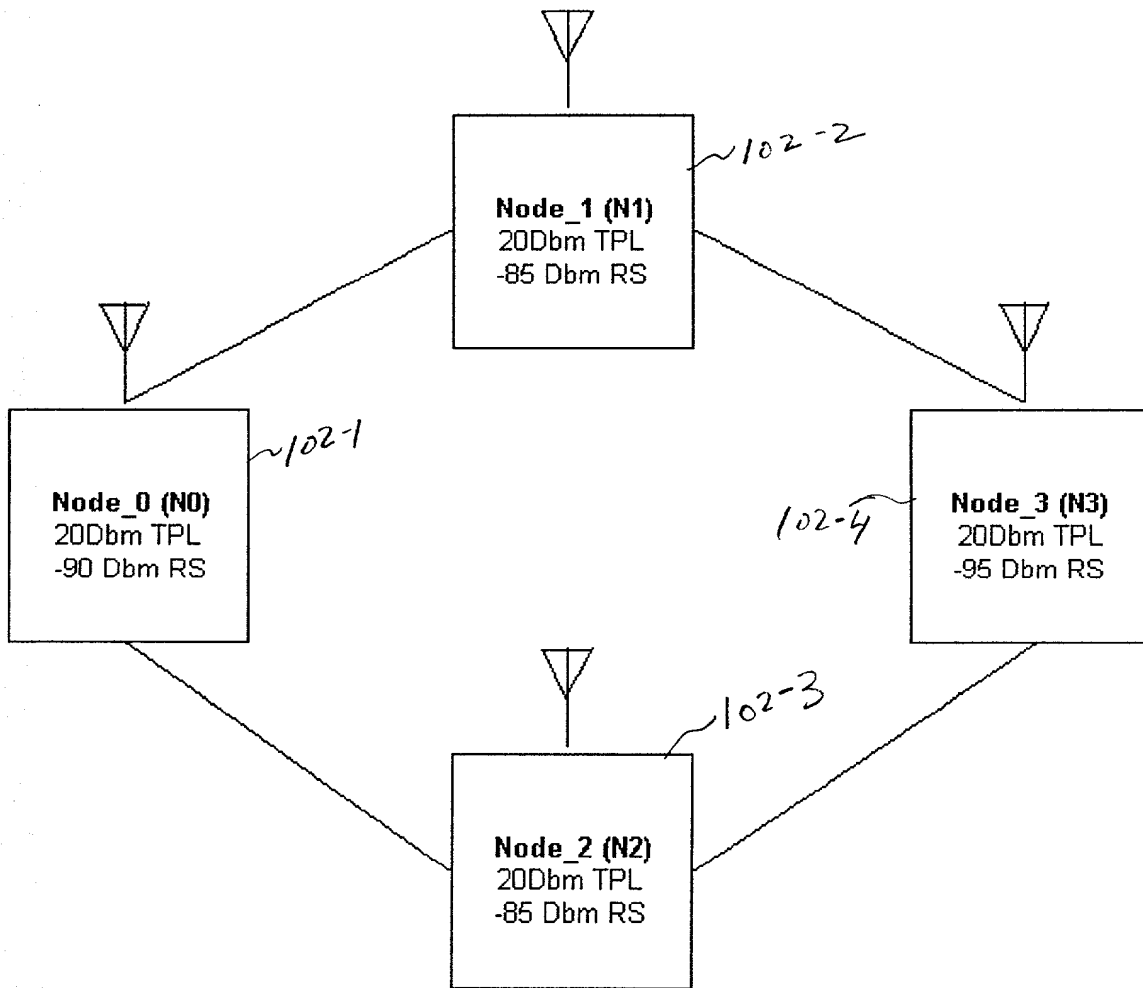 102-2
Node_1 (N1)
20Dbm TPL
-85 Dbm RS
102-1
Node_0 (N0)
20Dbm TPL
-90 Dbm RS
102-4
Node_3 (N3)
20Dbm TPL
-95 Dbm RS
102-3
Node_2 (N2)
20Dbm TPL
-85 Dbm RS